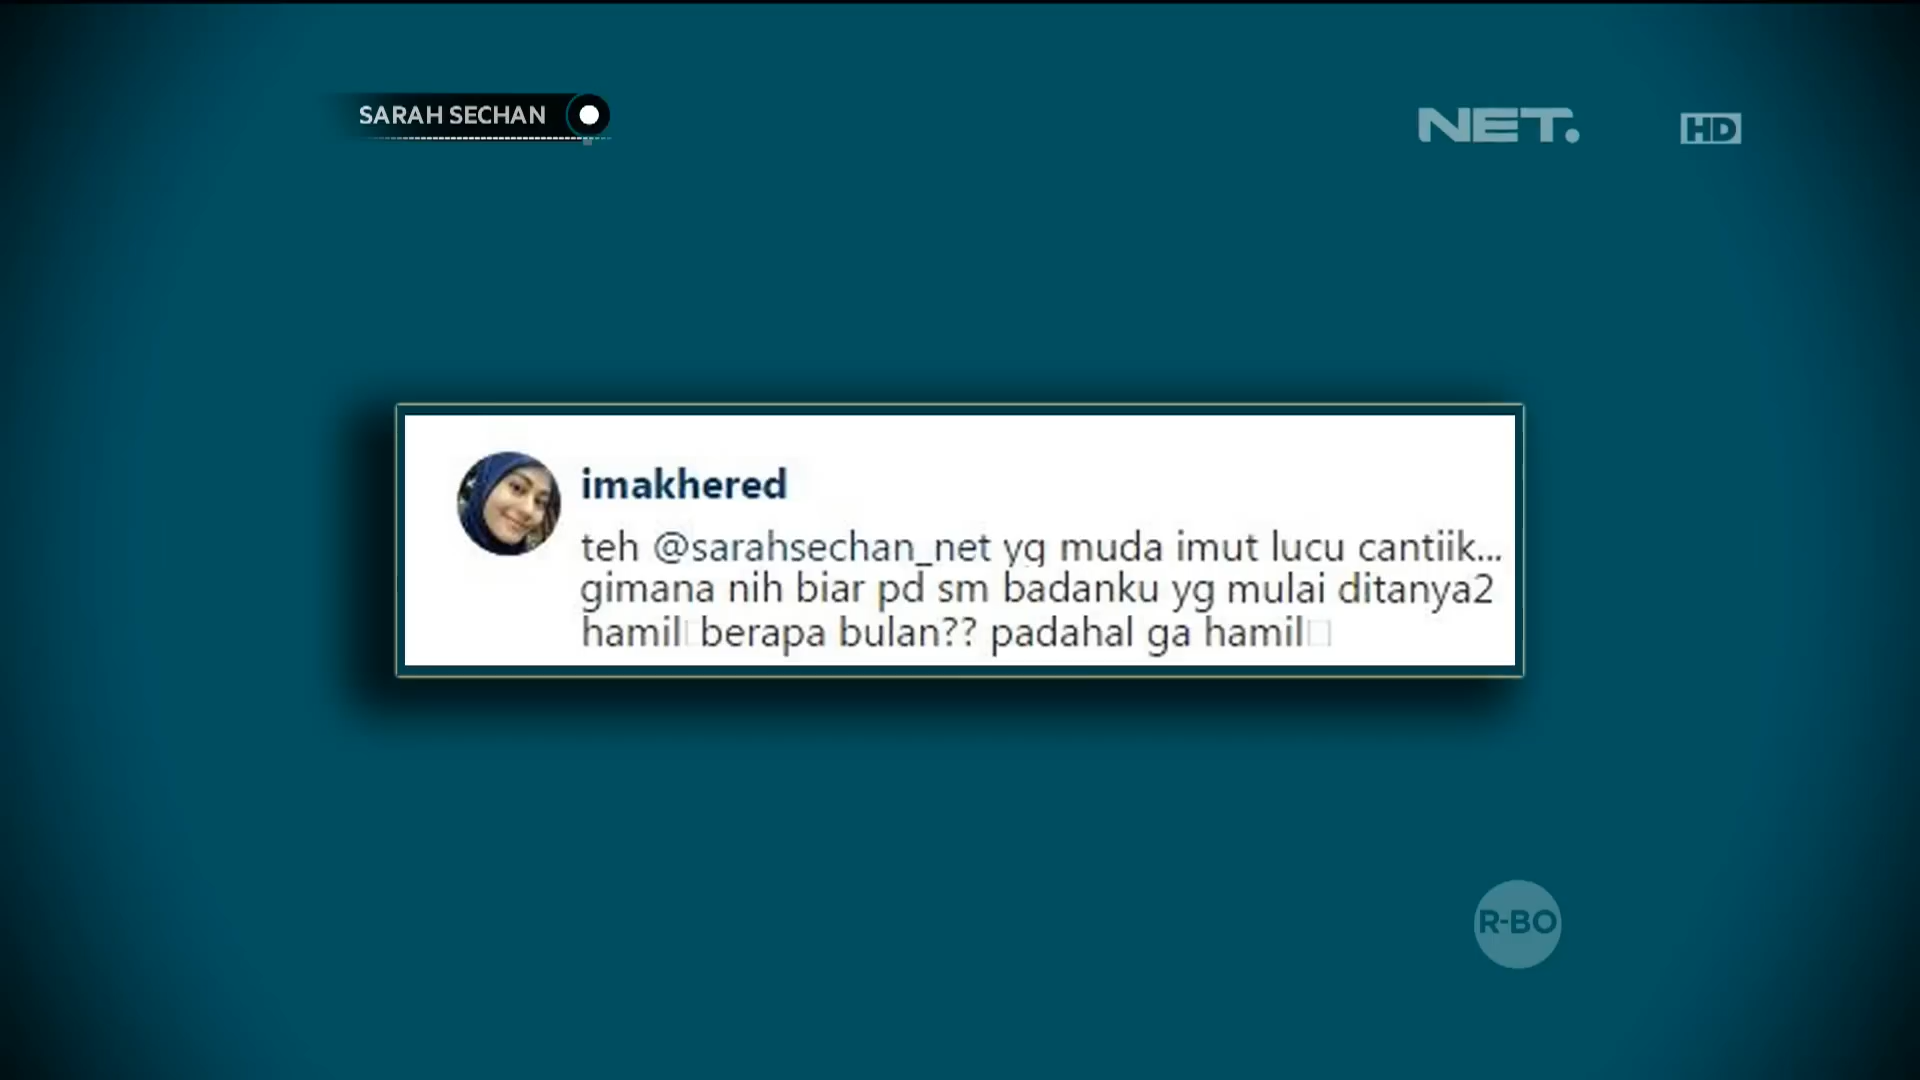 SARAH SECHAN
NET.
HD
imakhered
teh @sarahsechan_net yg muda imut lucu cantiik...
gimana nih biar pd sm badanku yg mulai ditanya2
hamil berapa bulan?? padahal ga hamil
R-BO